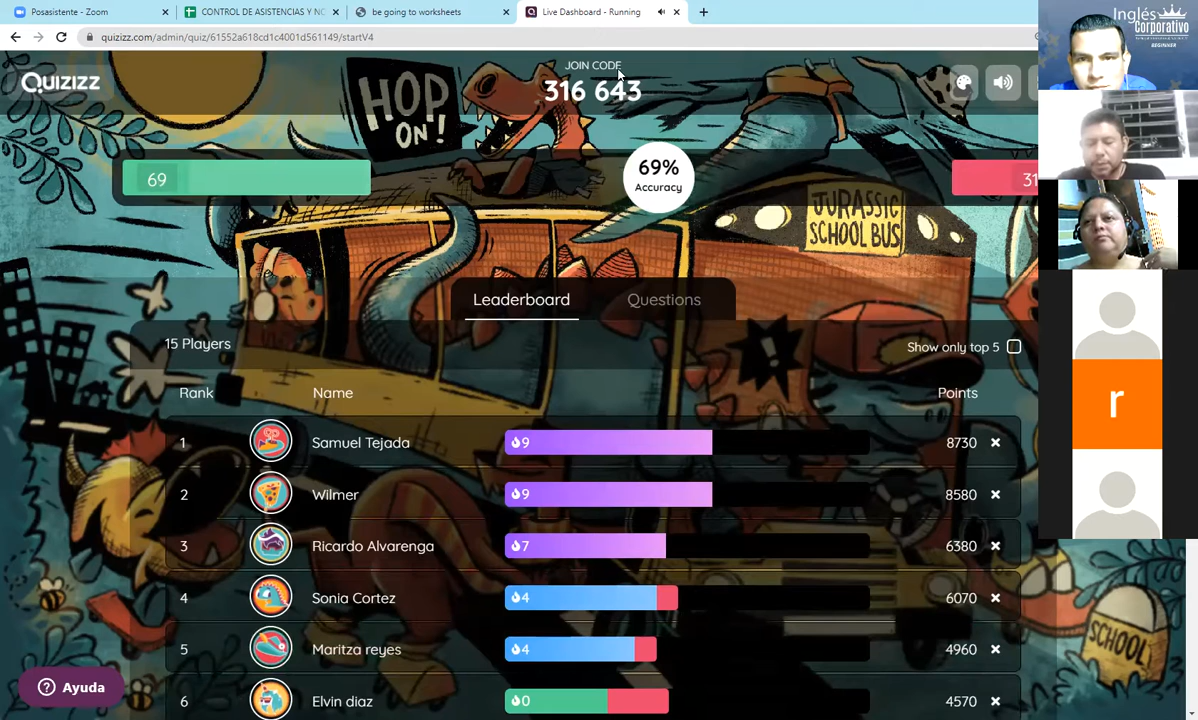 Posasistente - Zoom
CONTROL DE ASISTENCIAS Y NO
be going to worksheets
Live Dashboard - Running
quizizz.com/admin/quiz/61552a618cd1c4001d561149/startV4
Inglés
Corporativo
BEGINNER
Quizizz
HOP
ON!
JOIN CODE
316 643
69
69%
Accuracy
31
JURASSIC
SCHOOL BUS
Leaderboard
Questions
15 Players
Show only top 5
Rank
Name
Points
1 Samuel Tejada 9 8730
2 Wilmer 9 8580
3 Ricardo Alvarenga 7 6380
4 Sonia Cortez 4 6070
5 Maritza reyes 4 4960
6 Elvin diaz 0 4570
r
SCHOOL
Ayuda